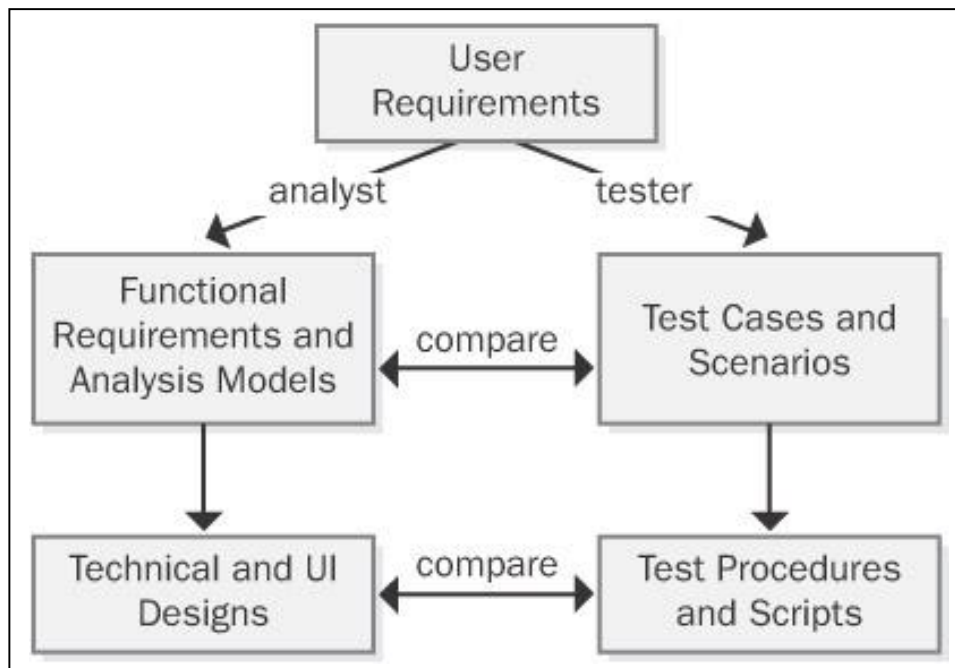 User
Requirements
analyst
tester
Functional
Requirements and
Analysis Models
compare
Test Cases and
Scenarios
Technical and UI
Designs
compare
Test Procedures
and Scripts